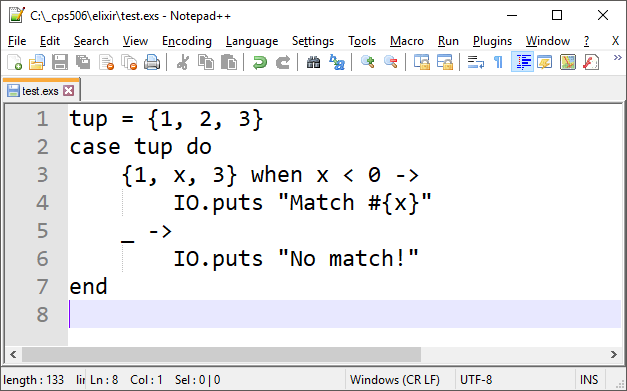 C:\_cps506\elixir\test.exs - Notepad++
File Edit Search View Encoding Language Settings Tools Macro Run Plugins Window ? X
test.exs
1 tup = {1, 2, 3}
2 case tup do
3     {1, x, 3} when x < 0 ->
4         IO.puts "Match #{x}"
5     _ ->
6         IO.puts "No match!"
7 end
8
length : 133 lir Ln : 8 Col : 1 Sel : 0 | 0 Windows (CR LF) UTF-8 INS